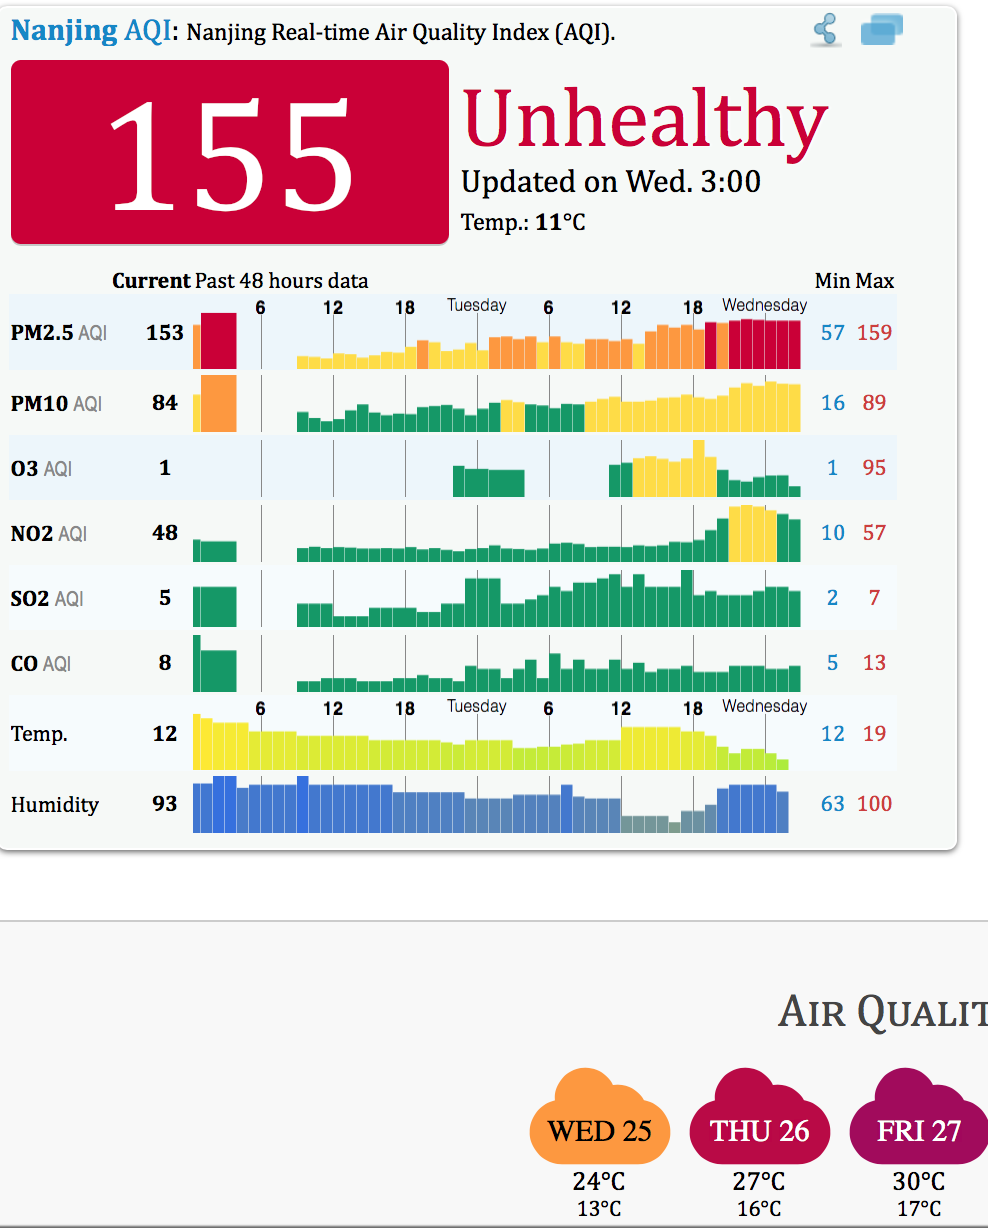 Nanjing AQI: Nanjing Real-time Air Quality Index (AQI).
155
Unhealthy
Updated on Wed. 3:00
Temp.: 11°C
Current Past 48 hours data Min Max
6 12 18 Tuesday 6 12 18 Wednesday
PM2.5 AQI 153 57 159
PM10 AQI 84 16 89
O3 AQI 1 1 95
NO2 AQI 48 10 57
SO2 AQI 5 2 7
CO AQI 8 5 13
6 12 18 Tuesday 6 12 18 Wednesday
Temp. 12 12 19
Humidity 93 63 100
AIR QUALIT
WED 25 THU 26 FRI 27
24°C 27°C 30°C
13°C 16°C 17°C